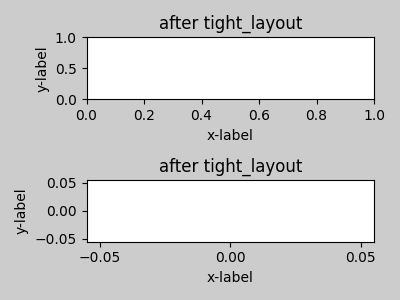 after tight_layout
1.0
0.5
0.0
y-label
0.0 0.2 0.4 0.6 0.8 1.0
x-label
after tight_layout
0.05
0.00
−0.05
y-label
−0.05 0.00 0.05
x-label